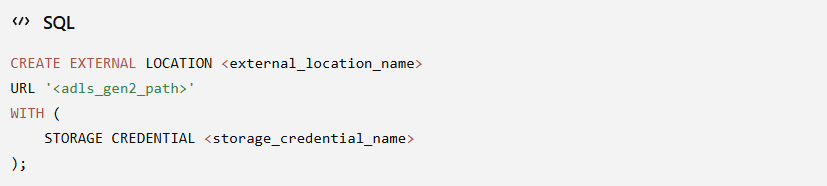 </> SQL
CREATE EXTERNAL LOCATION <external_location_name>
URL '<adls_gen2_path>'
WITH (
    STORAGE CREDENTIAL <storage_credential_name>
);